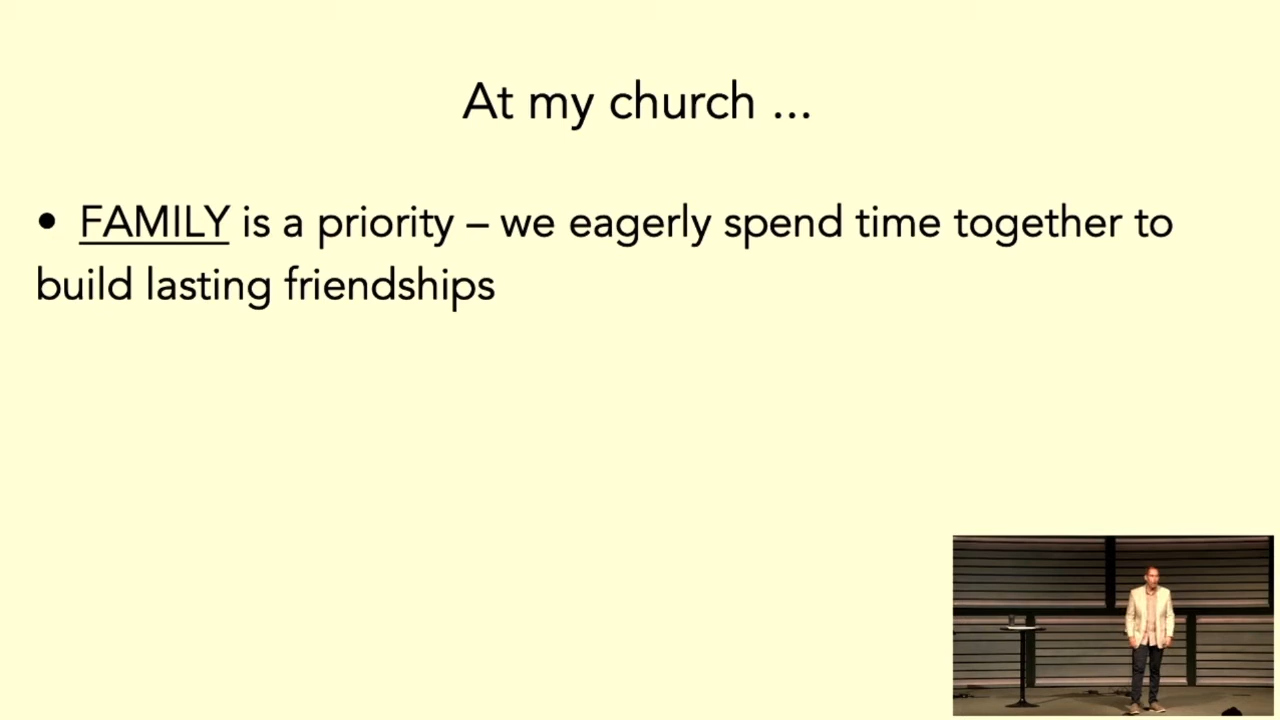 At my church ...
• FAMILY is a priority – we eagerly spend time together to
build lasting friendships